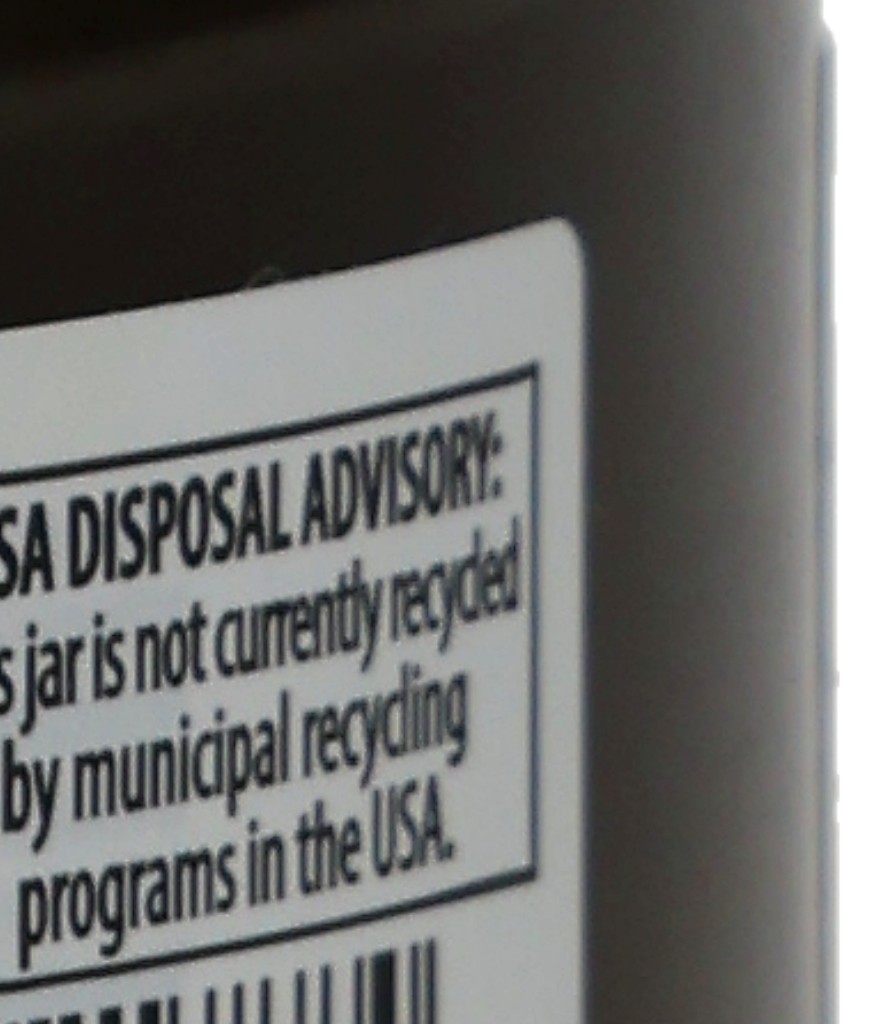 SA DISPOSAL ADVISORY:
s jar is not currently recycled
by municipal recycling
programs in the USA.